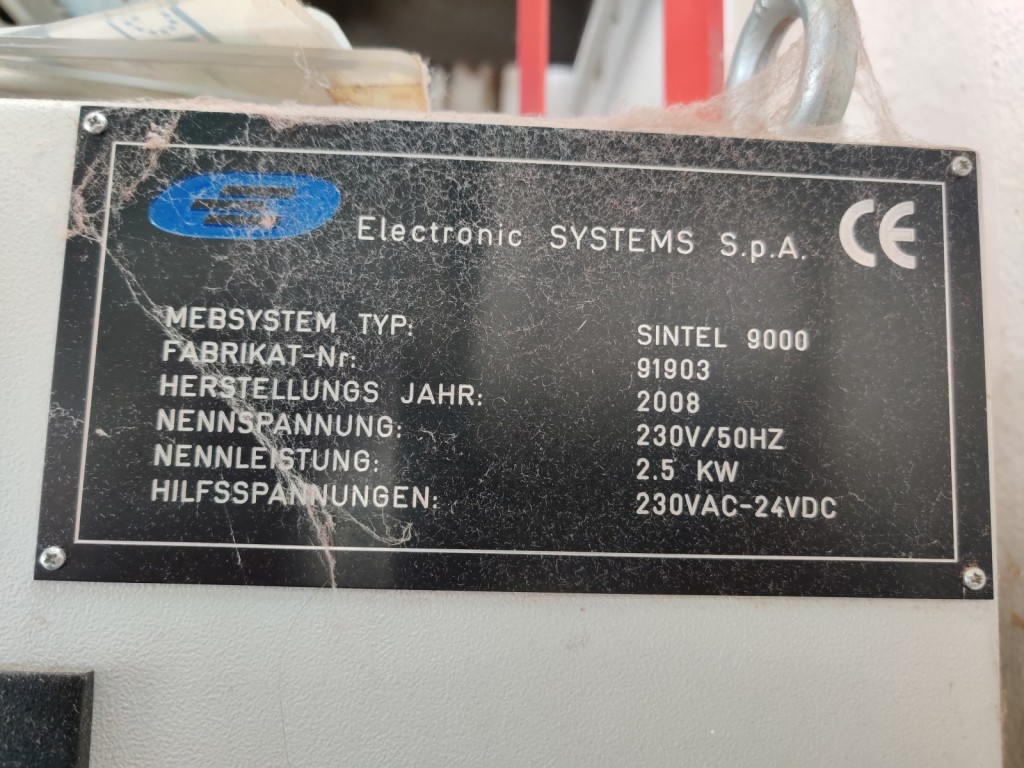 Electronic SYSTEMS S.p.A. CE
MEBSYSTEM TYP: SINTEL 9000
FABRIKAT-Nr: 91903
HERSTELLUNGS JAHR: 2008
NENNSPANNUNG: 230V/50HZ
NENNLEISTUNG: 2.5 KW
HILFSSPANNUNGEN: 230VAC-24VDC